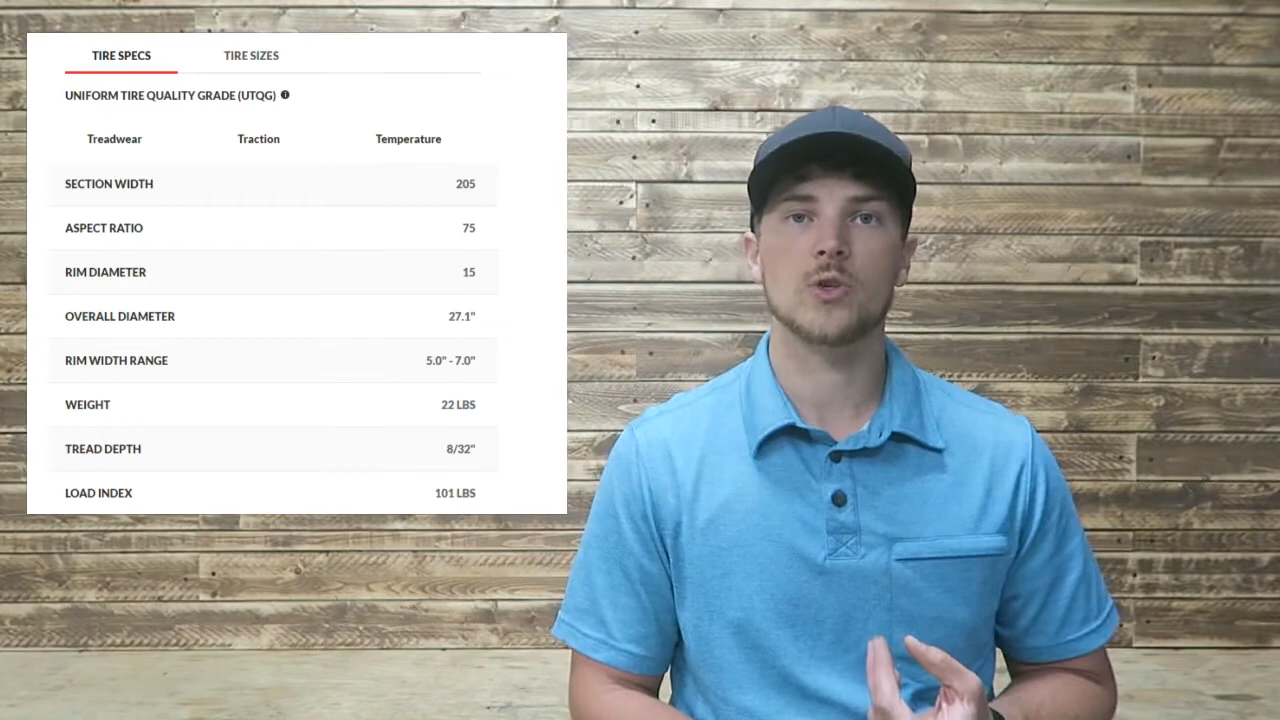 TIRE SPECS TIRE SIZES
UNIFORM TIRE QUALITY GRADE (UTQG)
Treadwear Traction Temperature
SECTION WIDTH 205
ASPECT RATIO 75
RIM DIAMETER 15
OVERALL DIAMETER 27.1"
RIM WIDTH RANGE 5.0" - 7.0"
WEIGHT 22 LBS
TREAD DEPTH 8/32"
LOAD INDEX 101 LBS